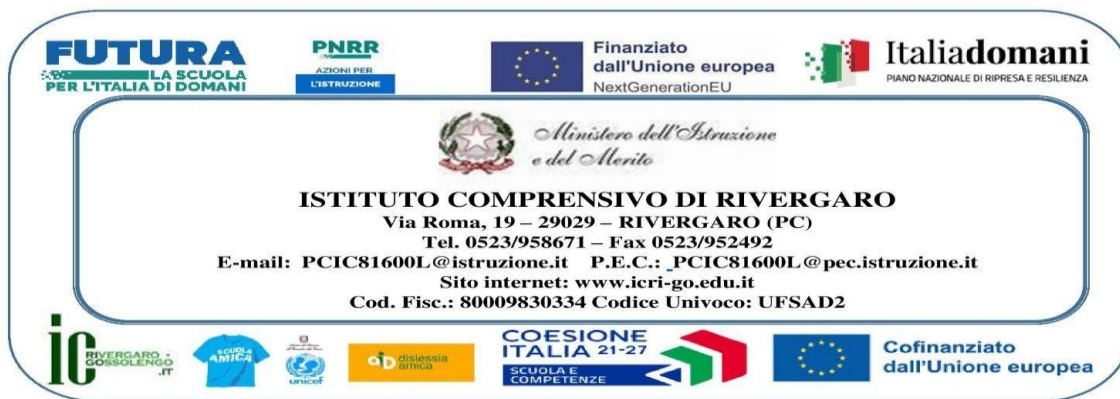 FUTURA
LA SCUOLA
PER L'ITALIA DI DOMANI
PNRR
AZIONI PER
L'ISTRUZIONE
Finanziato
dall'Unione europea
NextGenerationEU
Italiadomani
PIANO NAZIONALE DI RIPRESA E RESILIENZA
Ministero dell'Istruzione
e del Merito
ISTITUTO COMPRENSIVO DI RIVERGARO
Via Roma, 19 – 29029 – RIVERGARO (PC)
Tel. 0523/958671 – Fax 0523/952492
E-mail: PCIC81600L@istruzione.it P.E.C.: PCIC81600L@pec.istruzione.it
Sito internet: www.icri-go.edu.it
Cod. Fisc.: 80009830334 Codice Univoco: UFSAD2
ic
RIVERGARO -
GOSSOLENGO
.IT
SCUOLA
AMICA
unicef
aiD dislessia
amica
COESIONE
ITALIA 21-27
SCUOLA E
COMPETENZE
Cofinanziato
dall'Unione europea